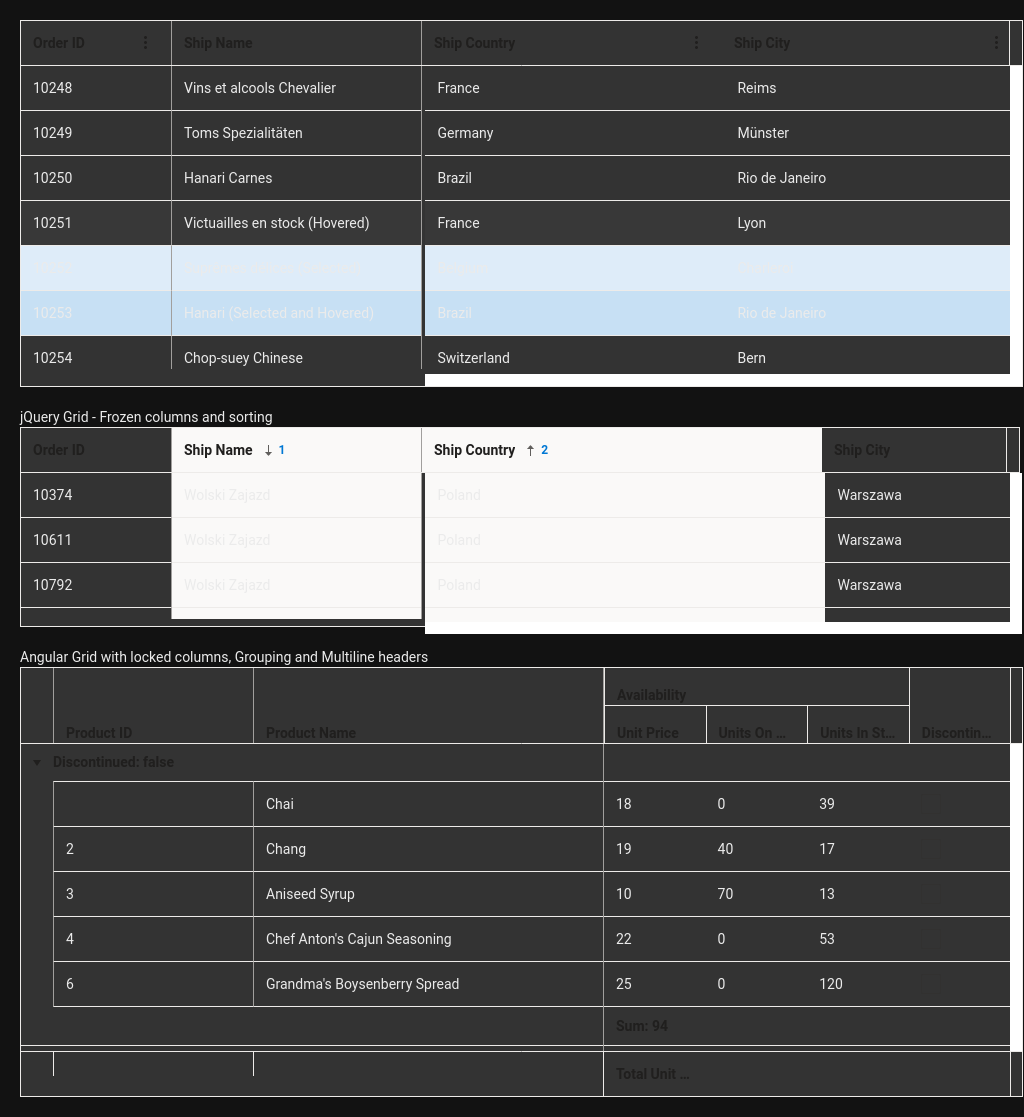 Order ID Ship Name Ship Country Ship City
10248 Vins et alcools Chevalier France Reims
10249 Toms Spezialitäten Germany Münster
10250 Hanari Carnes Brazil Rio de Janeiro
10251 Victuailles en stock (Hovered) France Lyon
10253 Hanari (Selected and Hovered) Brazil Rio de Janeiro
10254 Chop-suey Chinese Switzerland Bern
jQuery Grid - Frozen columns and sorting
Order ID Ship Name 1 Ship Country 2 Ship City
10374 Wolski Zajazd Poland Warszawa
10611 Wolski Zajazd Poland Warszawa
10792 Wolski Zajazd Poland Warszawa
Angular Grid with locked columns, Grouping and Multiline headers
Availability
Product ID Product Name Unit Price Units On ... Units In St... Discontin...
Discontinued: false
Chai 18 0 39
2 Chang 19 40 17
3 Aniseed Syrup 10 70 13
4 Chef Anton's Cajun Seasoning 22 0 53
6 Grandma's Boysenberry Spread 25 0 120
Sum: 94
Total Unit ...